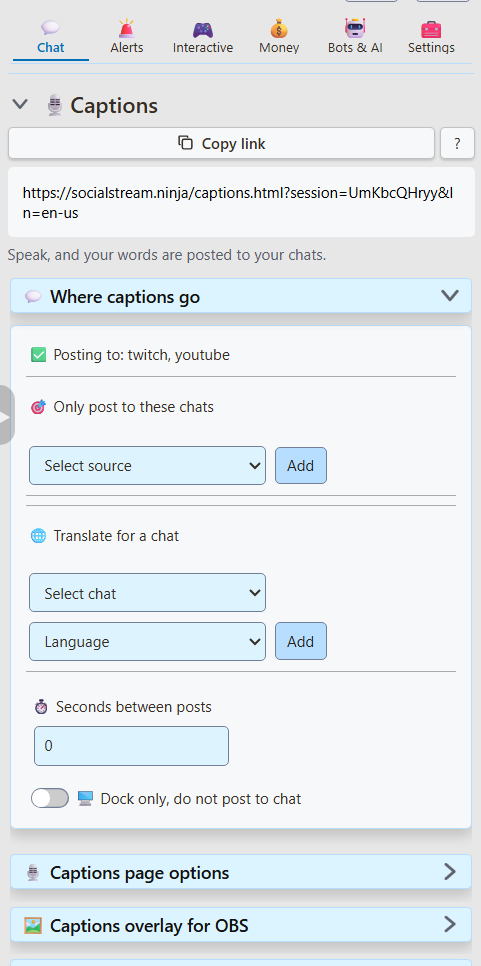 Chat
Alerts
Interactive
Money
Bots & AI
Settings
Captions
Copy link
?
https://socialstream.ninja/captions.html?session=UmKbcQHryy&l
n=en-us
Speak, and your words are posted to your chats.
Where captions go
Posting to: twitch, youtube
Only post to these chats
Select source
Add
Translate for a chat
Select chat
Language
Add
Seconds between posts
0
Dock only, do not post to chat
Captions page options
Captions overlay for OBS